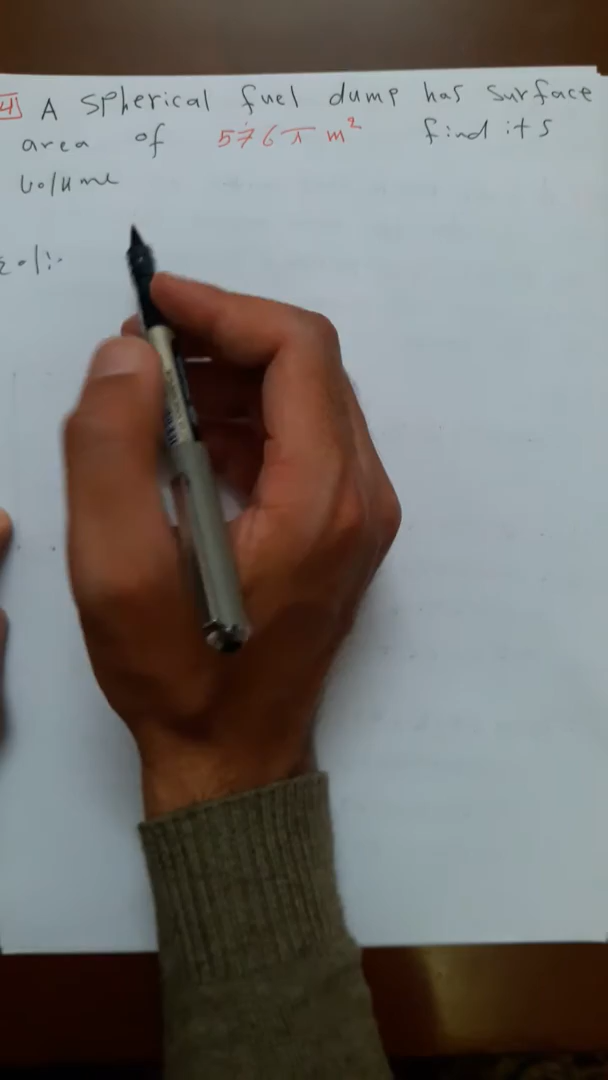 4 A spherical fuel dump has surface
area of 576π m² find its
volume
sol:-